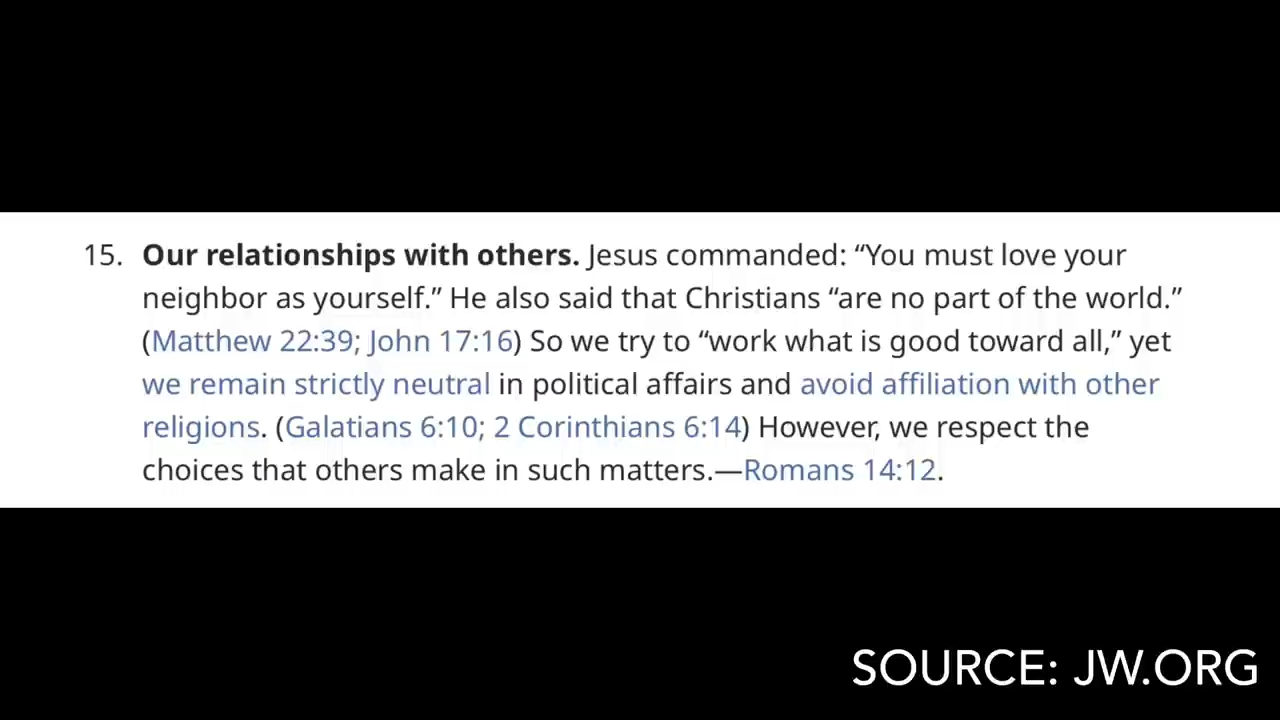 15. Our relationships with others. Jesus commanded: “You must love your
neighbor as yourself.” He also said that Christians “are no part of the world.”
(Matthew 22:39; John 17:16) So we try to “work what is good toward all,” yet
we remain strictly neutral in political affairs and avoid affiliation with other
religions. (Galatians 6:10; 2 Corinthians 6:14) However, we respect the
choices that others make in such matters.—Romans 14:12.
SOURCE: JW.ORG